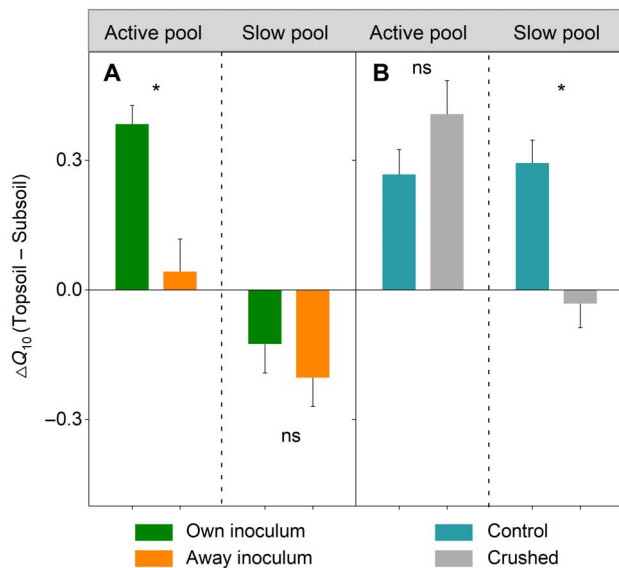 Active pool Slow pool Active pool Slow pool
A * B ns *
0.3
0.0
−0.3
ns
△Q10 (Topsoil − Subsoil)
Own inoculum Control
Away inoculum Crushed